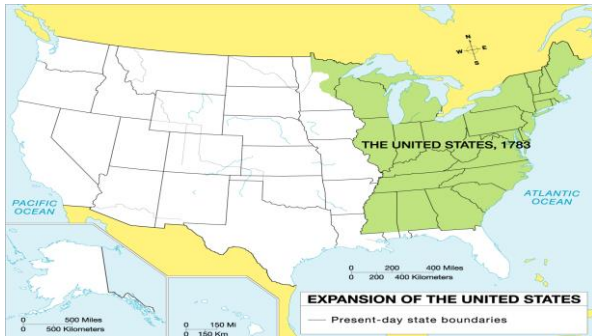 N
W E
S
THE UNITED STATES, 1783
PACIFIC
OCEAN
ATLANTIC
OCEAN
0 200 400 Miles
0 200 400 Kilometers
0 500 Miles
0 500 Kilometers
0 150 Mi
0 150 Km
EXPANSION OF THE UNITED STATES
Present-day state boundaries